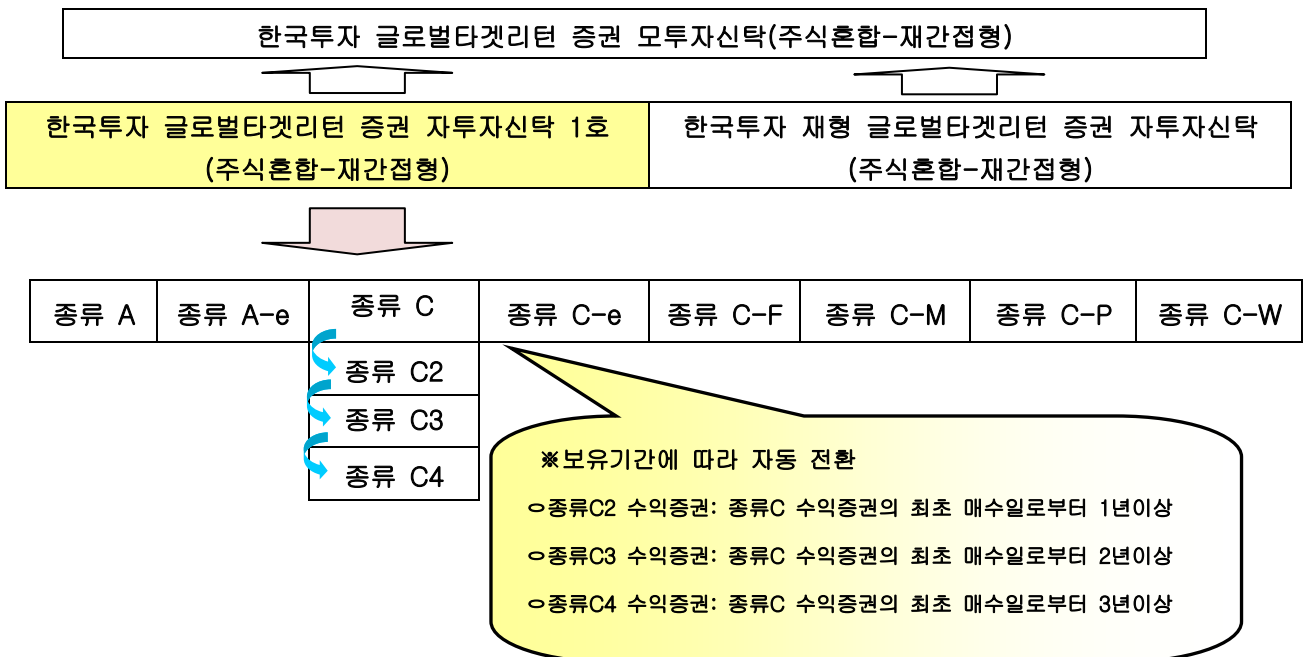 한국투자 글로벌타겟리턴 증권 모투자신탁(주식혼합-재간접형)
한국투자 글로벌타겟리턴 증권 자투자신탁 1호
(주식혼합-재간접형)
한국투자 재형 글로벌타겟리턴 증권 자투자신탁
(주식혼합-재간접형)
종류 A
종류 A-e
종류 C
종류 C-e
종류 C-F
종류 C-M
종류 C-P
종류 C-W
종류 C2
종류 C3
종류 C4
※보유기간에 따라 자동 전환
ㅇ종류C2 수익증권: 종류C 수익증권의 최초 매수일로부터 1년이상
ㅇ종류C3 수익증권: 종류C 수익증권의 최초 매수일로부터 2년이상
ㅇ종류C4 수익증권: 종류C 수익증권의 최초 매수일로부터 3년이상